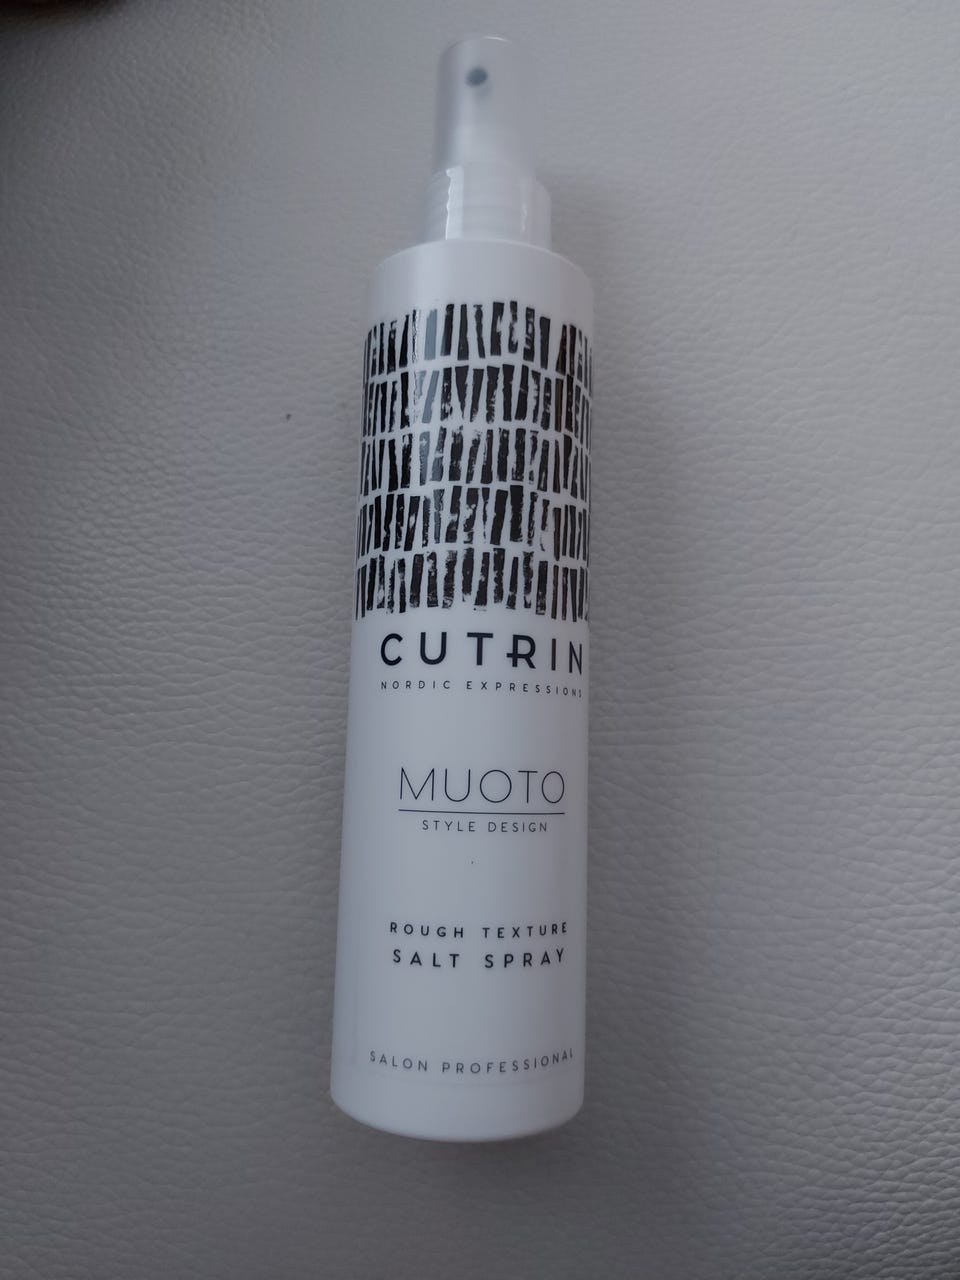 CUTRIN
NORDIC EXPRESSIONS
MUOTO
STYLE DESIGN
ROUGH TEXTURE
SALT SPRAY
SALON PROFESSIONAL